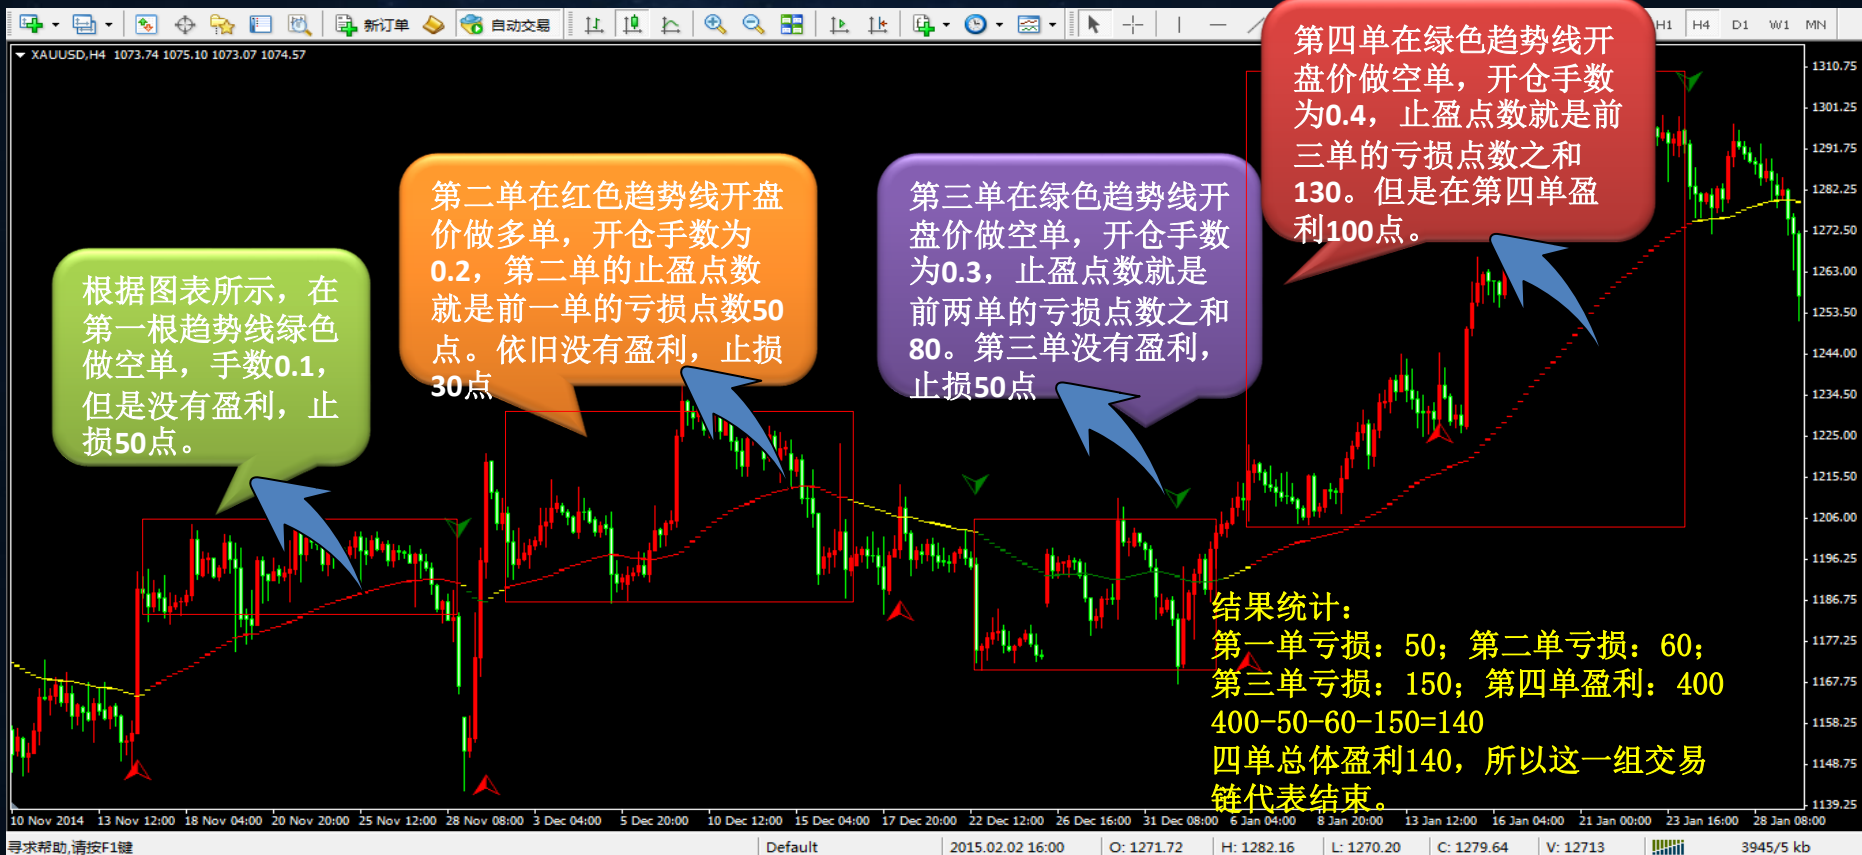 新订单 自动交易 H1 H4 D1 W1 MN
XAUUSD,H4 1073.74 1075.10 1073.07 1074.57
根据图表所示，在
第一根趋势线绿色
做空单，手数0.1，
但是没有盈利，止
损50点。
第二单在红色趋势线开盘
价做多单，开仓手数为
0.2，第二单的止盈点数
就是前一单的亏损点数50
点。依旧没有盈利，止损
30点
第三单在绿色趋势线开
盘价做空单，开仓手数
为0.3，止盈点数就是
前两单的亏损点数之和
80。第三单没有盈利，
止损50点
第四单在绿色趋势线开
盘价做空单，开仓手数
为0.4，止盈点数就是前
三单的亏损点数之和
130。但是在第四单盈
利100点。
1310.75
1301.25
1291.75
1282.25
1272.50
1263.00
1253.50
1244.00
1234.50
1225.00
1215.50
1206.00
1196.25
1186.75
1177.25
1167.75
1158.25
1148.75
1139.25
结果统计：
第一单亏损：50；第二单亏损：60；
第三单亏损：150；第四单盈利：400
400-50-60-150=140
四单总体盈利140，所以这一组交易
链代表结束。
10 Nov 2014 13 Nov 12:00 18 Nov 04:00 20 Nov 20:00 25 Nov 12:00 28 Nov 08:00 3 Dec 04:00 5 Dec 20:00 10 Dec 12:00 15 Dec 04:00 17 Dec 20:00 22 Dec 12:00 26 Dec 16:00 31 Dec 08:00 6 Jan 04:00 8 Jan 20:00 13 Jan 12:00 16 Jan 04:00 21 Jan 00:00 23 Jan 16:00 28 Jan 08:00
寻求帮助,请按F1键 Default 2015.02.02 16:00 O: 1271.72 H: 1282.16 L: 1270.20 C: 1279.64 V: 12713 3945/5 kb